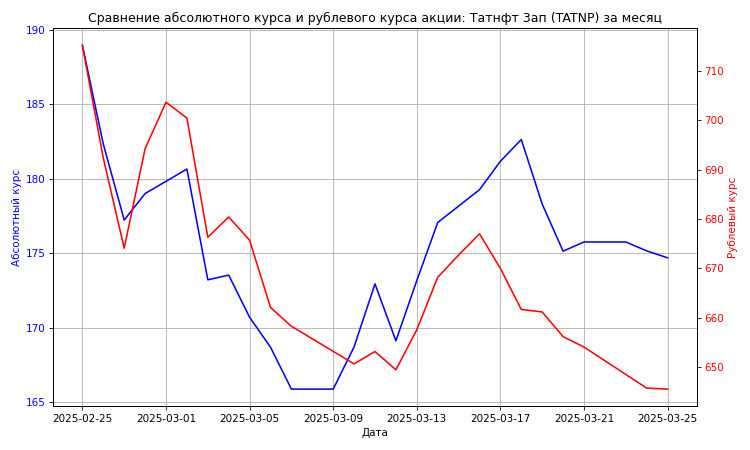 Сравнение абсолютного курса и рублевого курса акции: Татнфт 3ап (TATNP) за месяц
190
185
180
175
170
165
Абсолютный курс
710
700
690
680
670
660
650
Рублевый курс
2025-02-25 2025-03-01 2025-03-05 2025-03-09 2025-03-13 2025-03-17 2025-03-21 2025-03-25
Дата